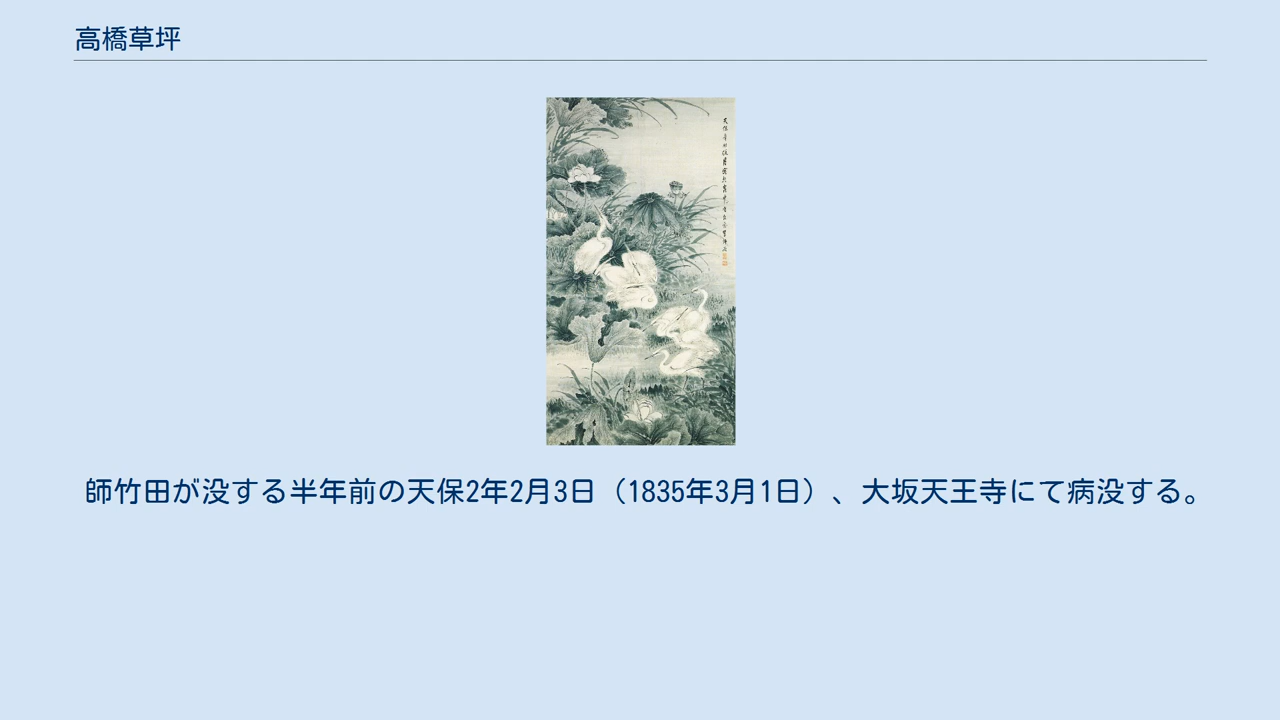 高橋草坪
師竹田が没する半年前の天保2年2月3日（1835年3月1日）、大坂天王寺にて病没する。